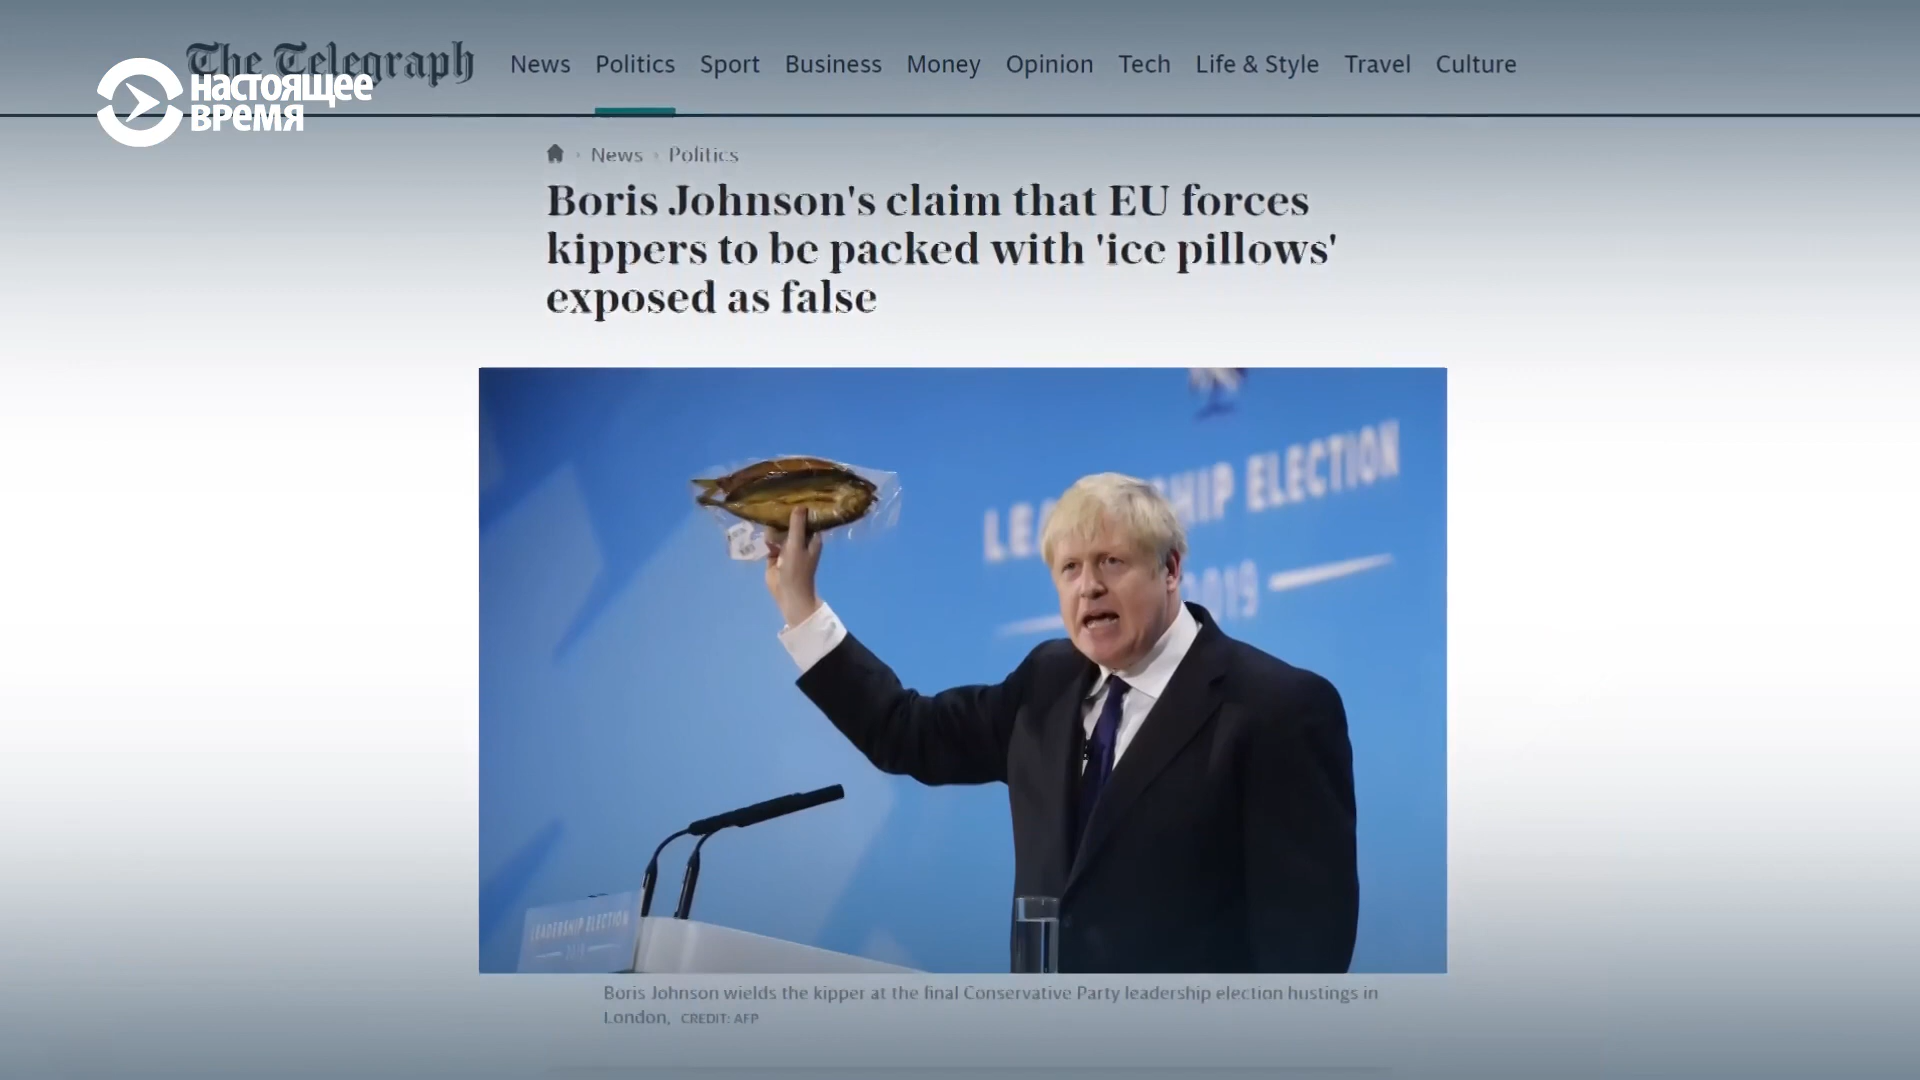 The Telegraph
News Politics Sport Business Money Opinion Tech Life & Style Travel Culture
НАСТОЯЩЕЕ
ВРЕМЯ
News › Politics
Boris Johnson's claim that EU forces
kippers to be packed with 'ice pillows'
exposed as false
LEADERSHIP ELECTION
2019
LEADERSHIP ELECTION
2019
Boris Johnson wields the kipper at the final Conservative Party leadership election hustings in
London, CREDIT: AFP